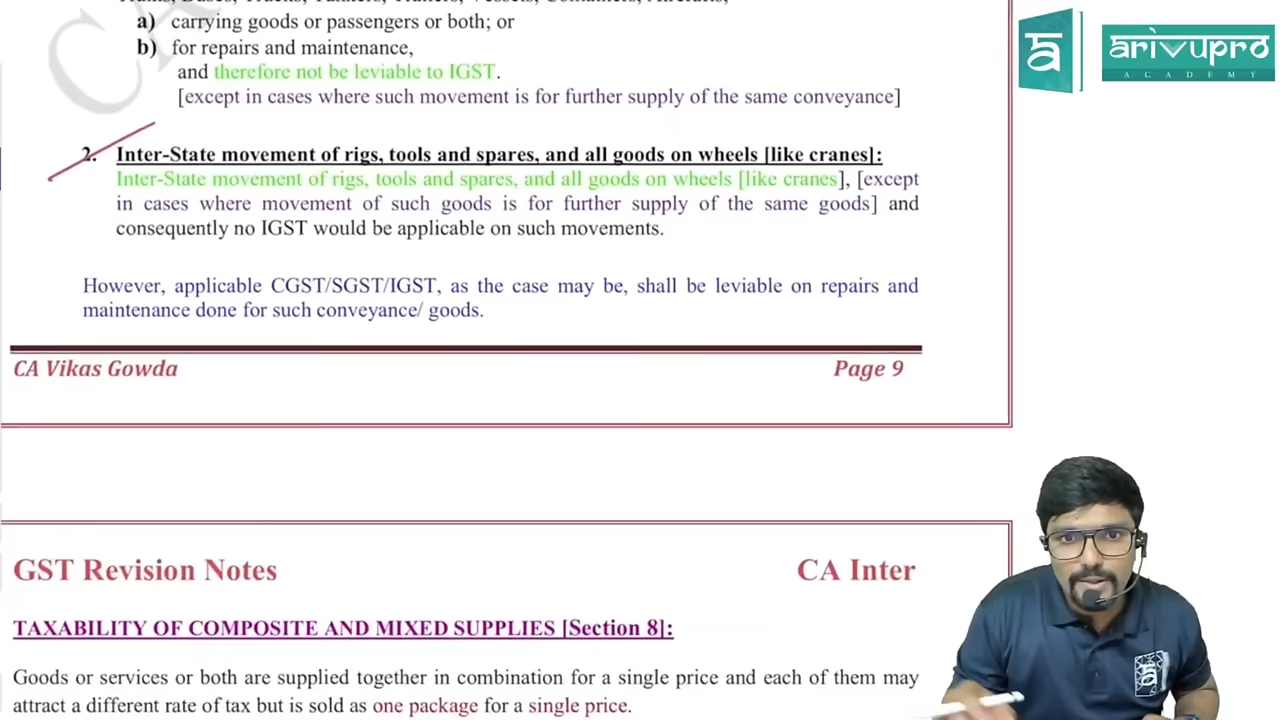 Trains, Buses, Trucks, Tankers, Trailers, Vessels, Containers, Aircrafts,
a) carrying goods or passengers or both; or
b) for repairs and maintenance,
and therefore not be leviable to IGST.
[except in cases where such movement is for further supply of the same conveyance]
2. Inter-State movement of rigs, tools and spares, and all goods on wheels [like cranes]:
Inter-State movement of rigs, tools and spares, and all goods on wheels [like cranes], [except
in cases where movement of such goods is for further supply of the same goods] and
consequently no IGST would be applicable on such movements.
However, applicable CGST/SGST/IGST, as the case may be, shall be leviable on repairs and
maintenance done for such conveyance/ goods.
CA Vikas Gowda Page 9
GST Revision Notes CA Inter
TAXABILITY OF COMPOSITE AND MIXED SUPPLIES [Section 8]:
Goods or services or both are supplied together in combination for a single price and each of them may
attract a different rate of tax but is sold as one package for a single price.
arivupro
ACADEMY